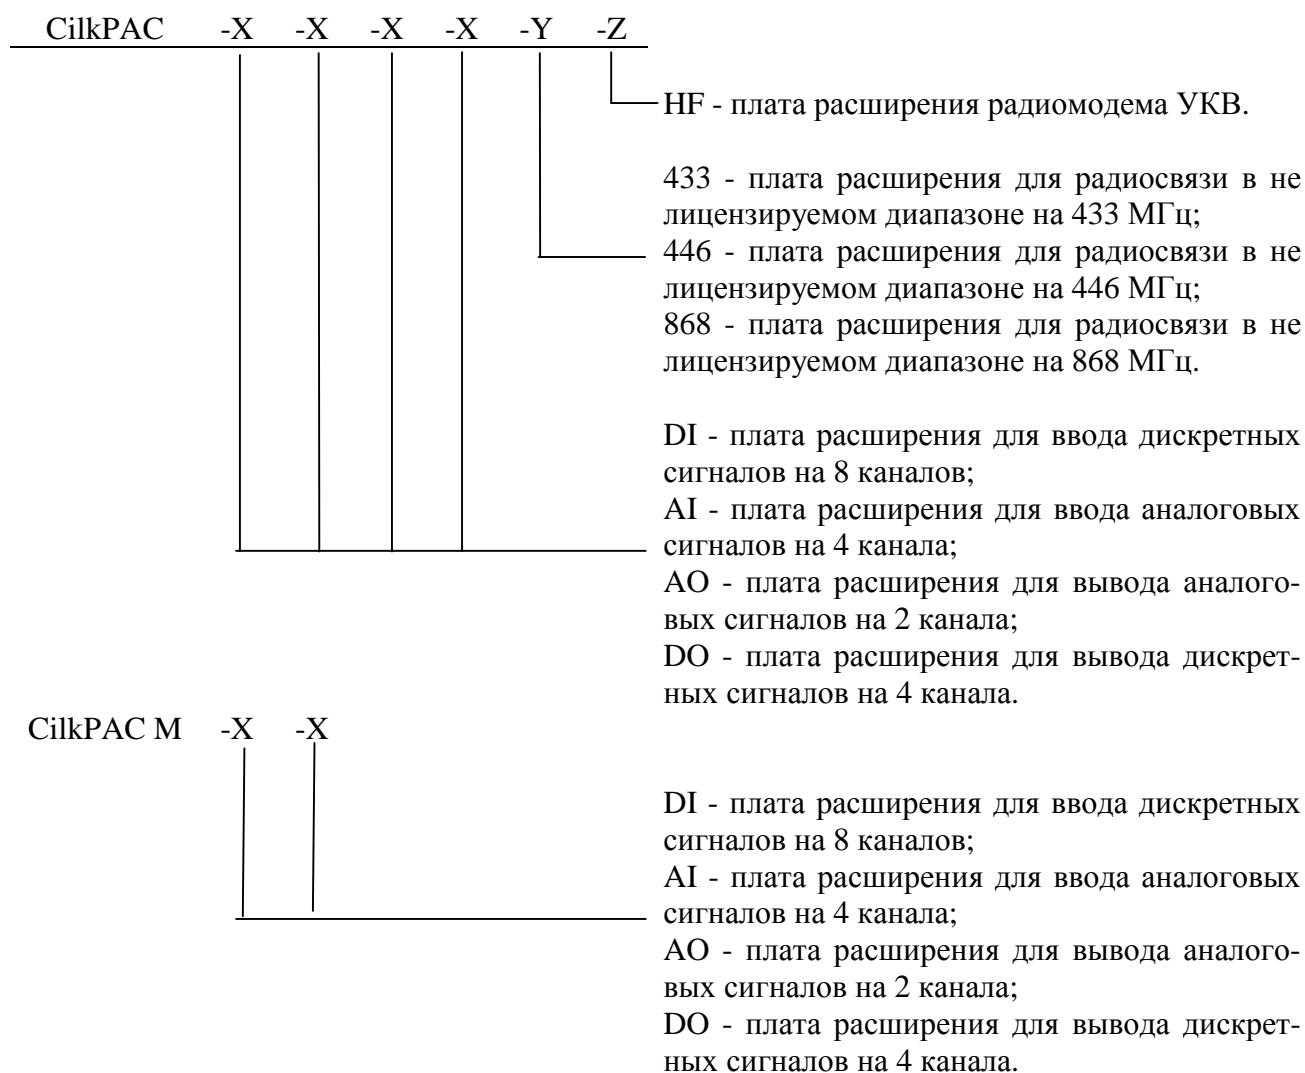 CilkPAC -X -X -X -X -Y -Z
HF - плата расширения радиомодема УКВ.
433 - плата расширения для радиосвязи в не
лицензируемом диапазоне на 433 МГц;
446 - плата расширения для радиосвязи в не
лицензируемом диапазоне на 446 МГц;
868 - плата расширения для радиосвязи в не
лицензируемом диапазоне на 868 МГц.
DI - плата расширения для ввода дискретных
сигналов на 8 каналов;
AI - плата расширения для ввода аналоговых
сигналов на 4 канала;
AO - плата расширения для вывода аналого-
вых сигналов на 2 канала;
DO - плата расширения для вывода дискрет-
ных сигналов на 4 канала.
CilkPAC M -X -X
DI - плата расширения для ввода дискретных
сигналов на 8 каналов;
AI - плата расширения для ввода аналоговых
сигналов на 4 канала;
AO - плата расширения для вывода аналого-
вых сигналов на 2 канала;
DO - плата расширения для вывода дискрет-
ных сигналов на 4 канала.